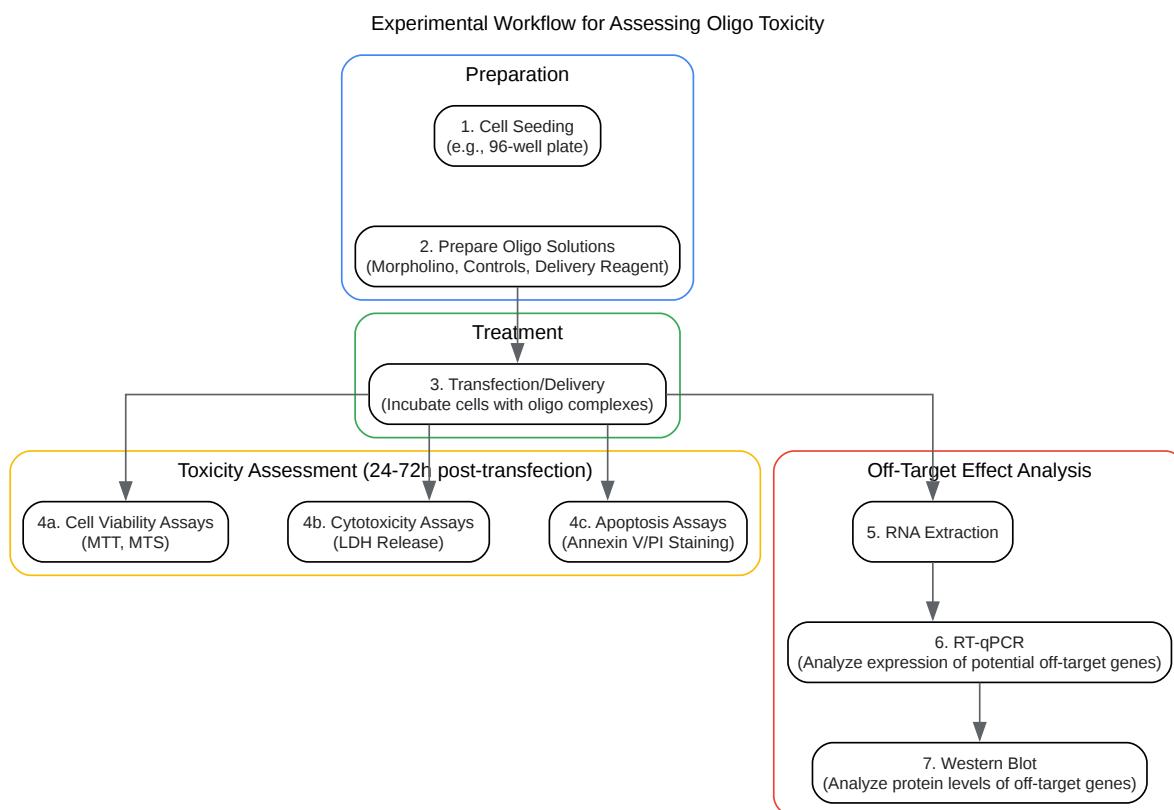 Experimental Workflow for Assessing Oligo Toxicity
Preparation
1. Cell Seeding
(e.g., 96-well plate)
2. Prepare Oligo Solutions
(Morpholino, Controls, Delivery Reagent)
Treatment
3. Transfection/Delivery
(Incubate cells with oligo complexes)
Toxicity Assessment (24-72h post-transfection)
4a. Cell Viability Assays
(MTT, MTS)
4b. Cytotoxicity Assays
(LDH Release)
4c. Apoptosis Assays
(Annexin V/PI Staining)
Off-Target Effect Analysis
5. RNA Extraction
6. RT-qPCR
(Analyze expression of potential off-target genes)
7. Western Blot
(Analyze protein levels of off-target genes)